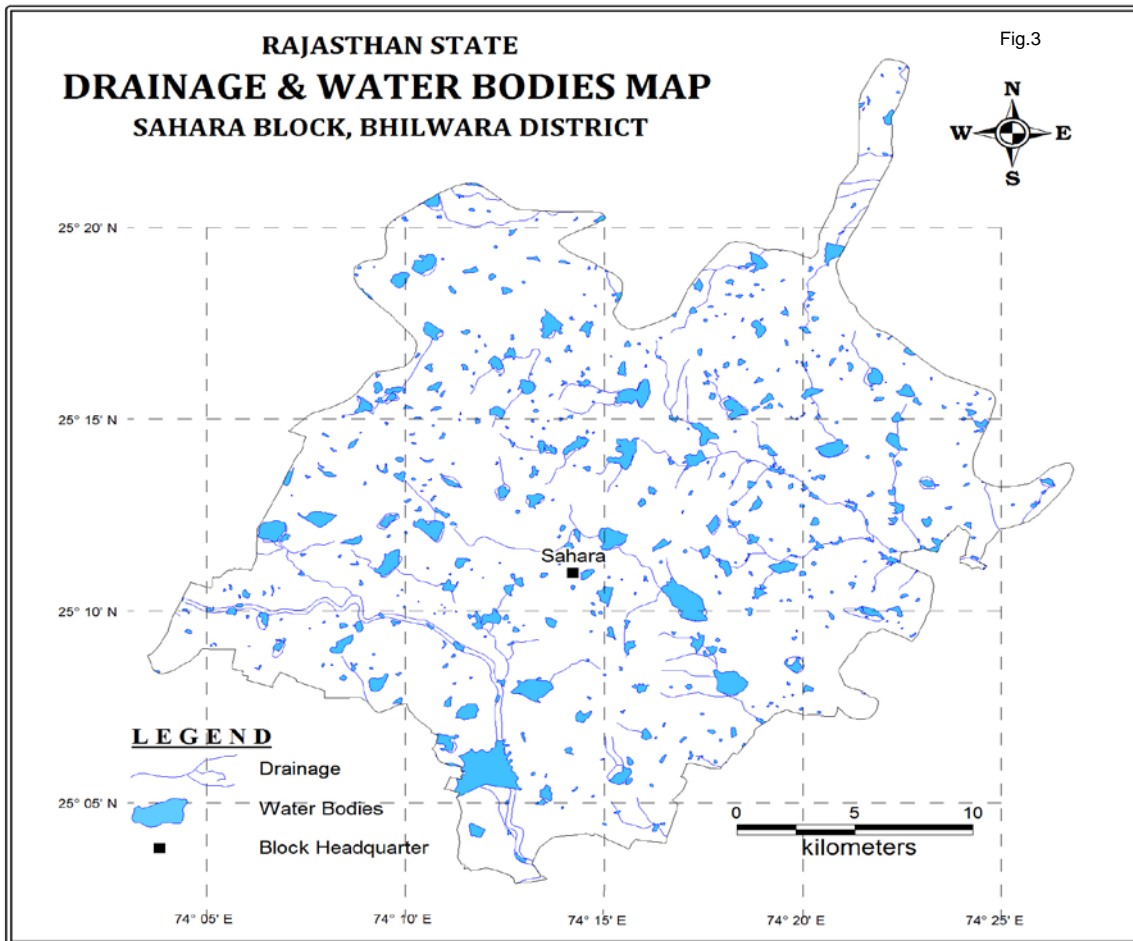 Fig.3
RAJASTHAN STATE
DRAINAGE & WATER BODIES MAP
SAHARA BLOCK, BHILWARA DISTRICT
N
W E
S
25° 20' N
25° 15' N
Sahara
25° 10' N
LEGEND
Drainage
Water Bodies
Block Headquarter
25° 05' N
0 5 10
kilometers
74° 05' E 74° 10' E 74° 15' E 74° 20' E 74° 25' E